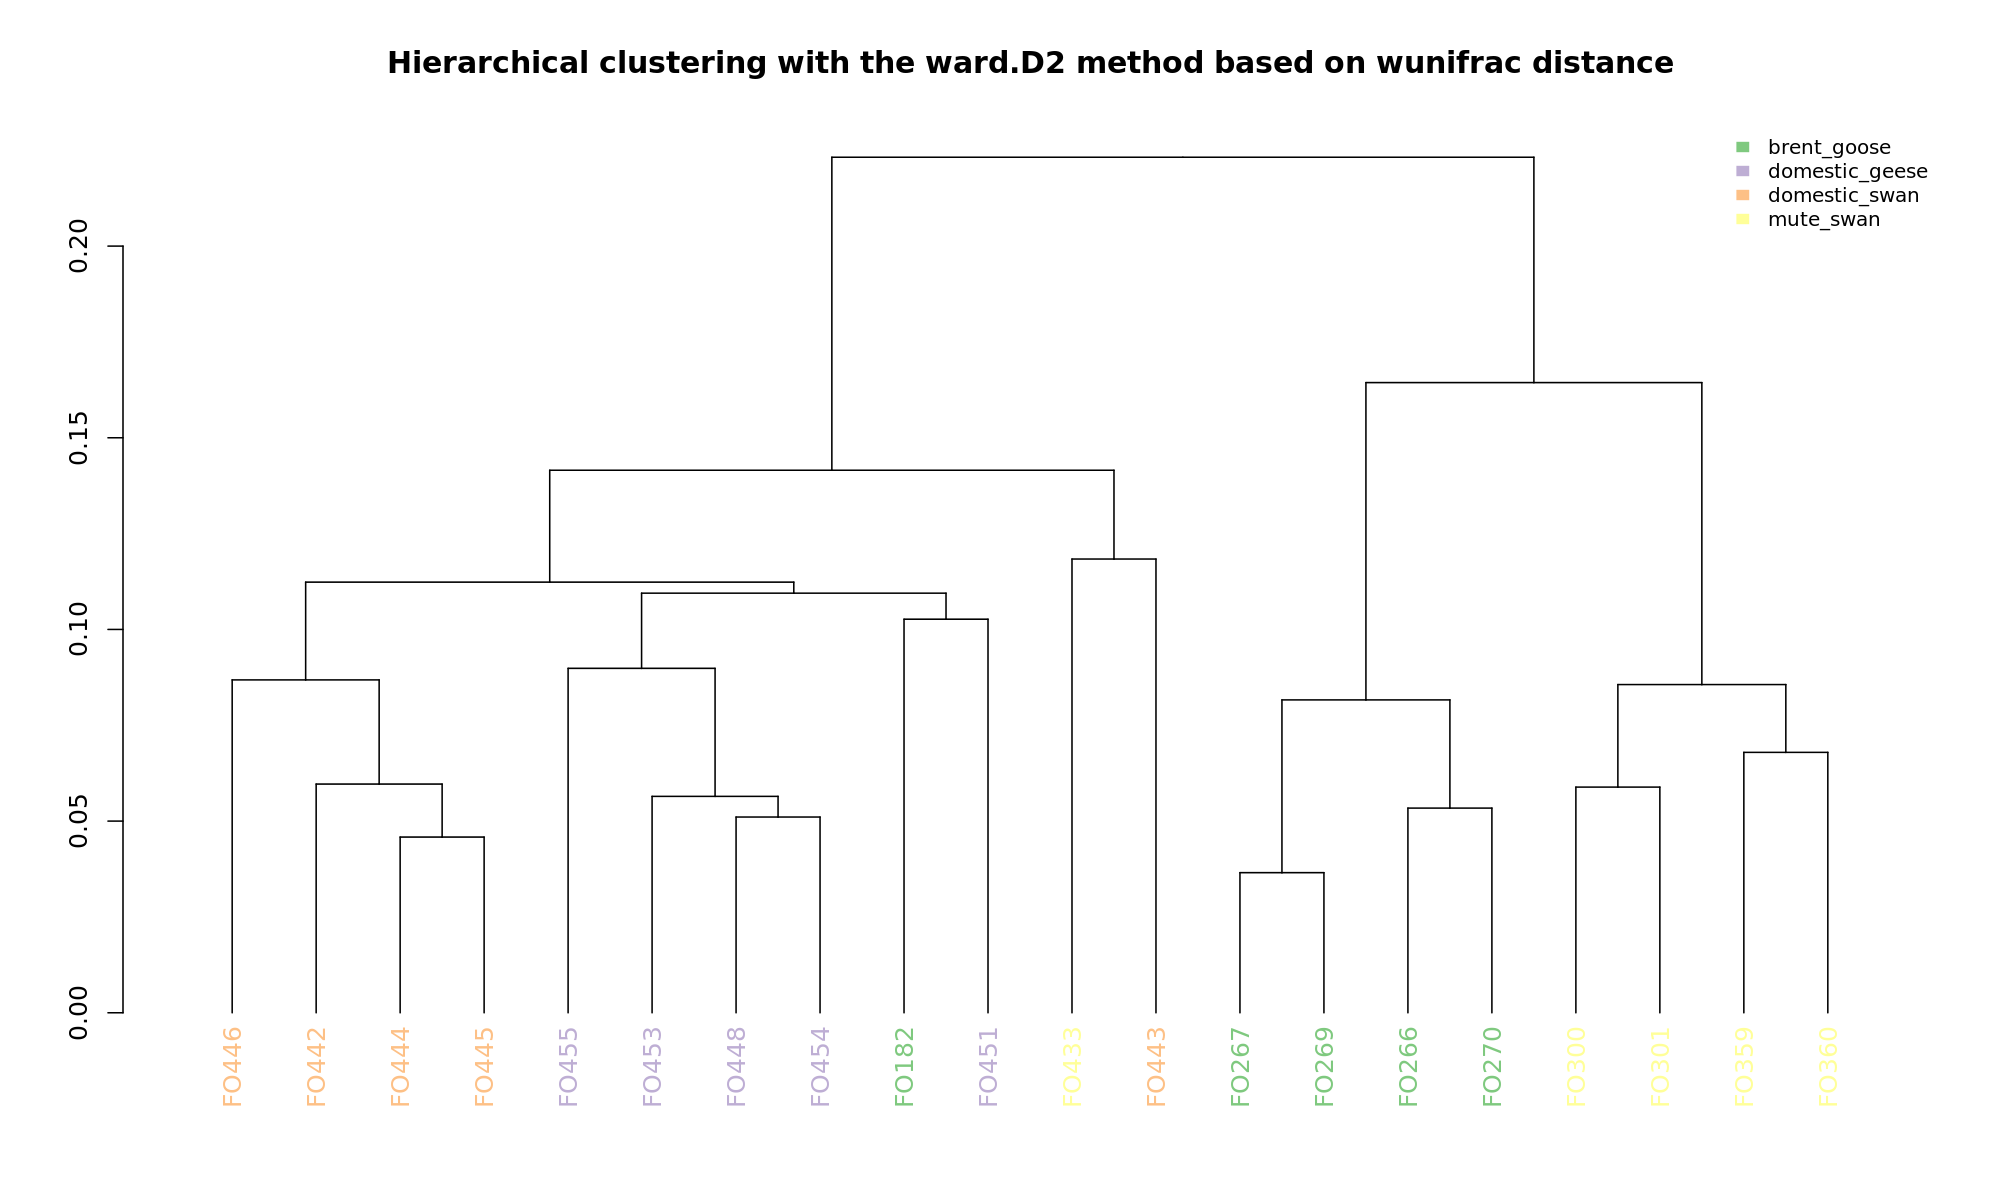 Hierarchical clustering with the ward.D2 method based on wunifrac distance
brent_goose
domestic_geese
domestic_swan
mute_swan
0.20
0.15
0.10
0.05
0.00
FO446
FO442
FO444
FO445
FO455
FO453
FO448
FO454
FO182
FO451
FO433
FO443
FO267
FO269
FO266
FO270
FO300
FO301
FO359
FO360